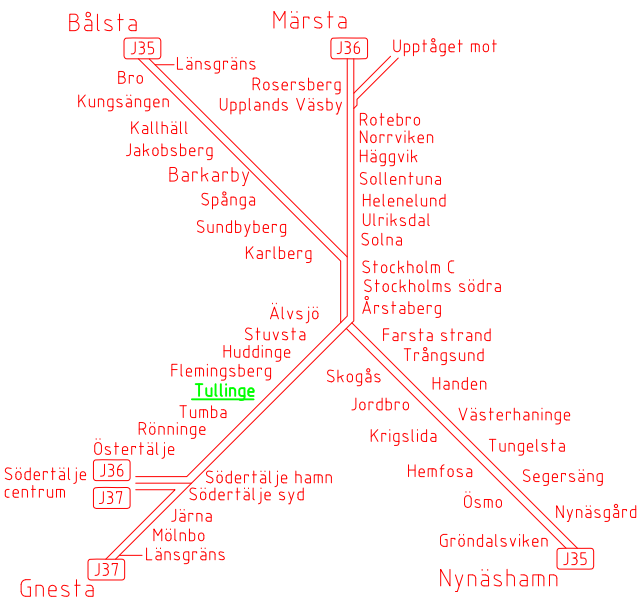 Bålsta
Märsta
J35
J36
Upptåget mot
Länsgräns
Bro
Kungsängen
Kallhäll
Jakobsberg
Barkarby
Spånga
Sundbyberg
Karlberg
Rosersberg
Upplands Väsby
Rotebro
Norrviken
Häggvik
Sollentuna
Helenelund
Ulriksdal
Solna
Stockholm C
Stockholms södra
Årstaberg
Älvsjö
Stuvsta
Huddinge
Flemingsberg
Tullinge
Tumba
Rönninge
Östertälje
Södertälje
centrum
J36
J37
Södertälje hamn
Södertälje syd
Järna
Mölnbo
Länsgräns
J37
Gnesta
Farsta strand
Trångsund
Skogås
Handen
Jordbro
Västerhaninge
Krigslida
Tungelsta
Hemfosa
Segersäng
Ösmo
Nynäsgård
Gröndalsviken
J35
Nynäshamn